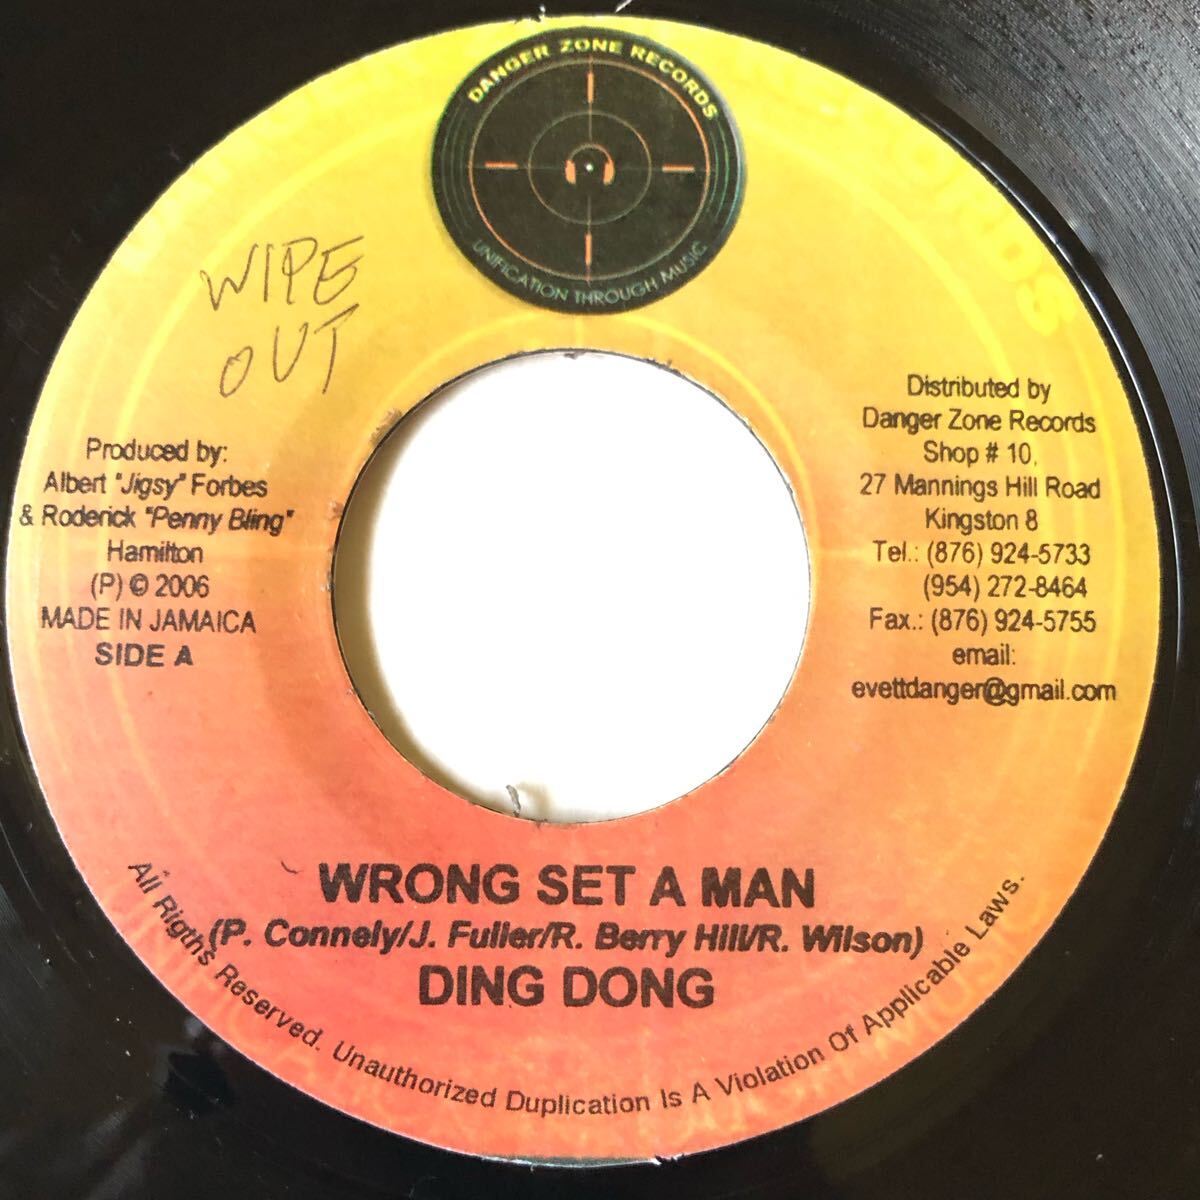 DANGER ZONE RECORDS
UNIFICATION THROUGH MUSIC
WIPE
OUT
Produced by:
Albert "Jigsy" Forbes
& Roderick "Penny Bling"
Hamilton
(P) © 2006
MADE IN JAMAICA
SIDE A
Distributed by
Danger Zone Records
Shop # 10,
27 Mannings Hill Road
Kingston 8
Tel.: (876) 924-5733
(954) 272-8464
Fax.: (876) 924-5755
email:
evettdanger@gmail.com
WRONG SET A MAN
(P. Connely/J. Fuller/R. Berry Hill/R. Wilson)
DING DONG
All Rigths Reserved. Unauthorized Duplication Is A Violation Of Applicable Laws.